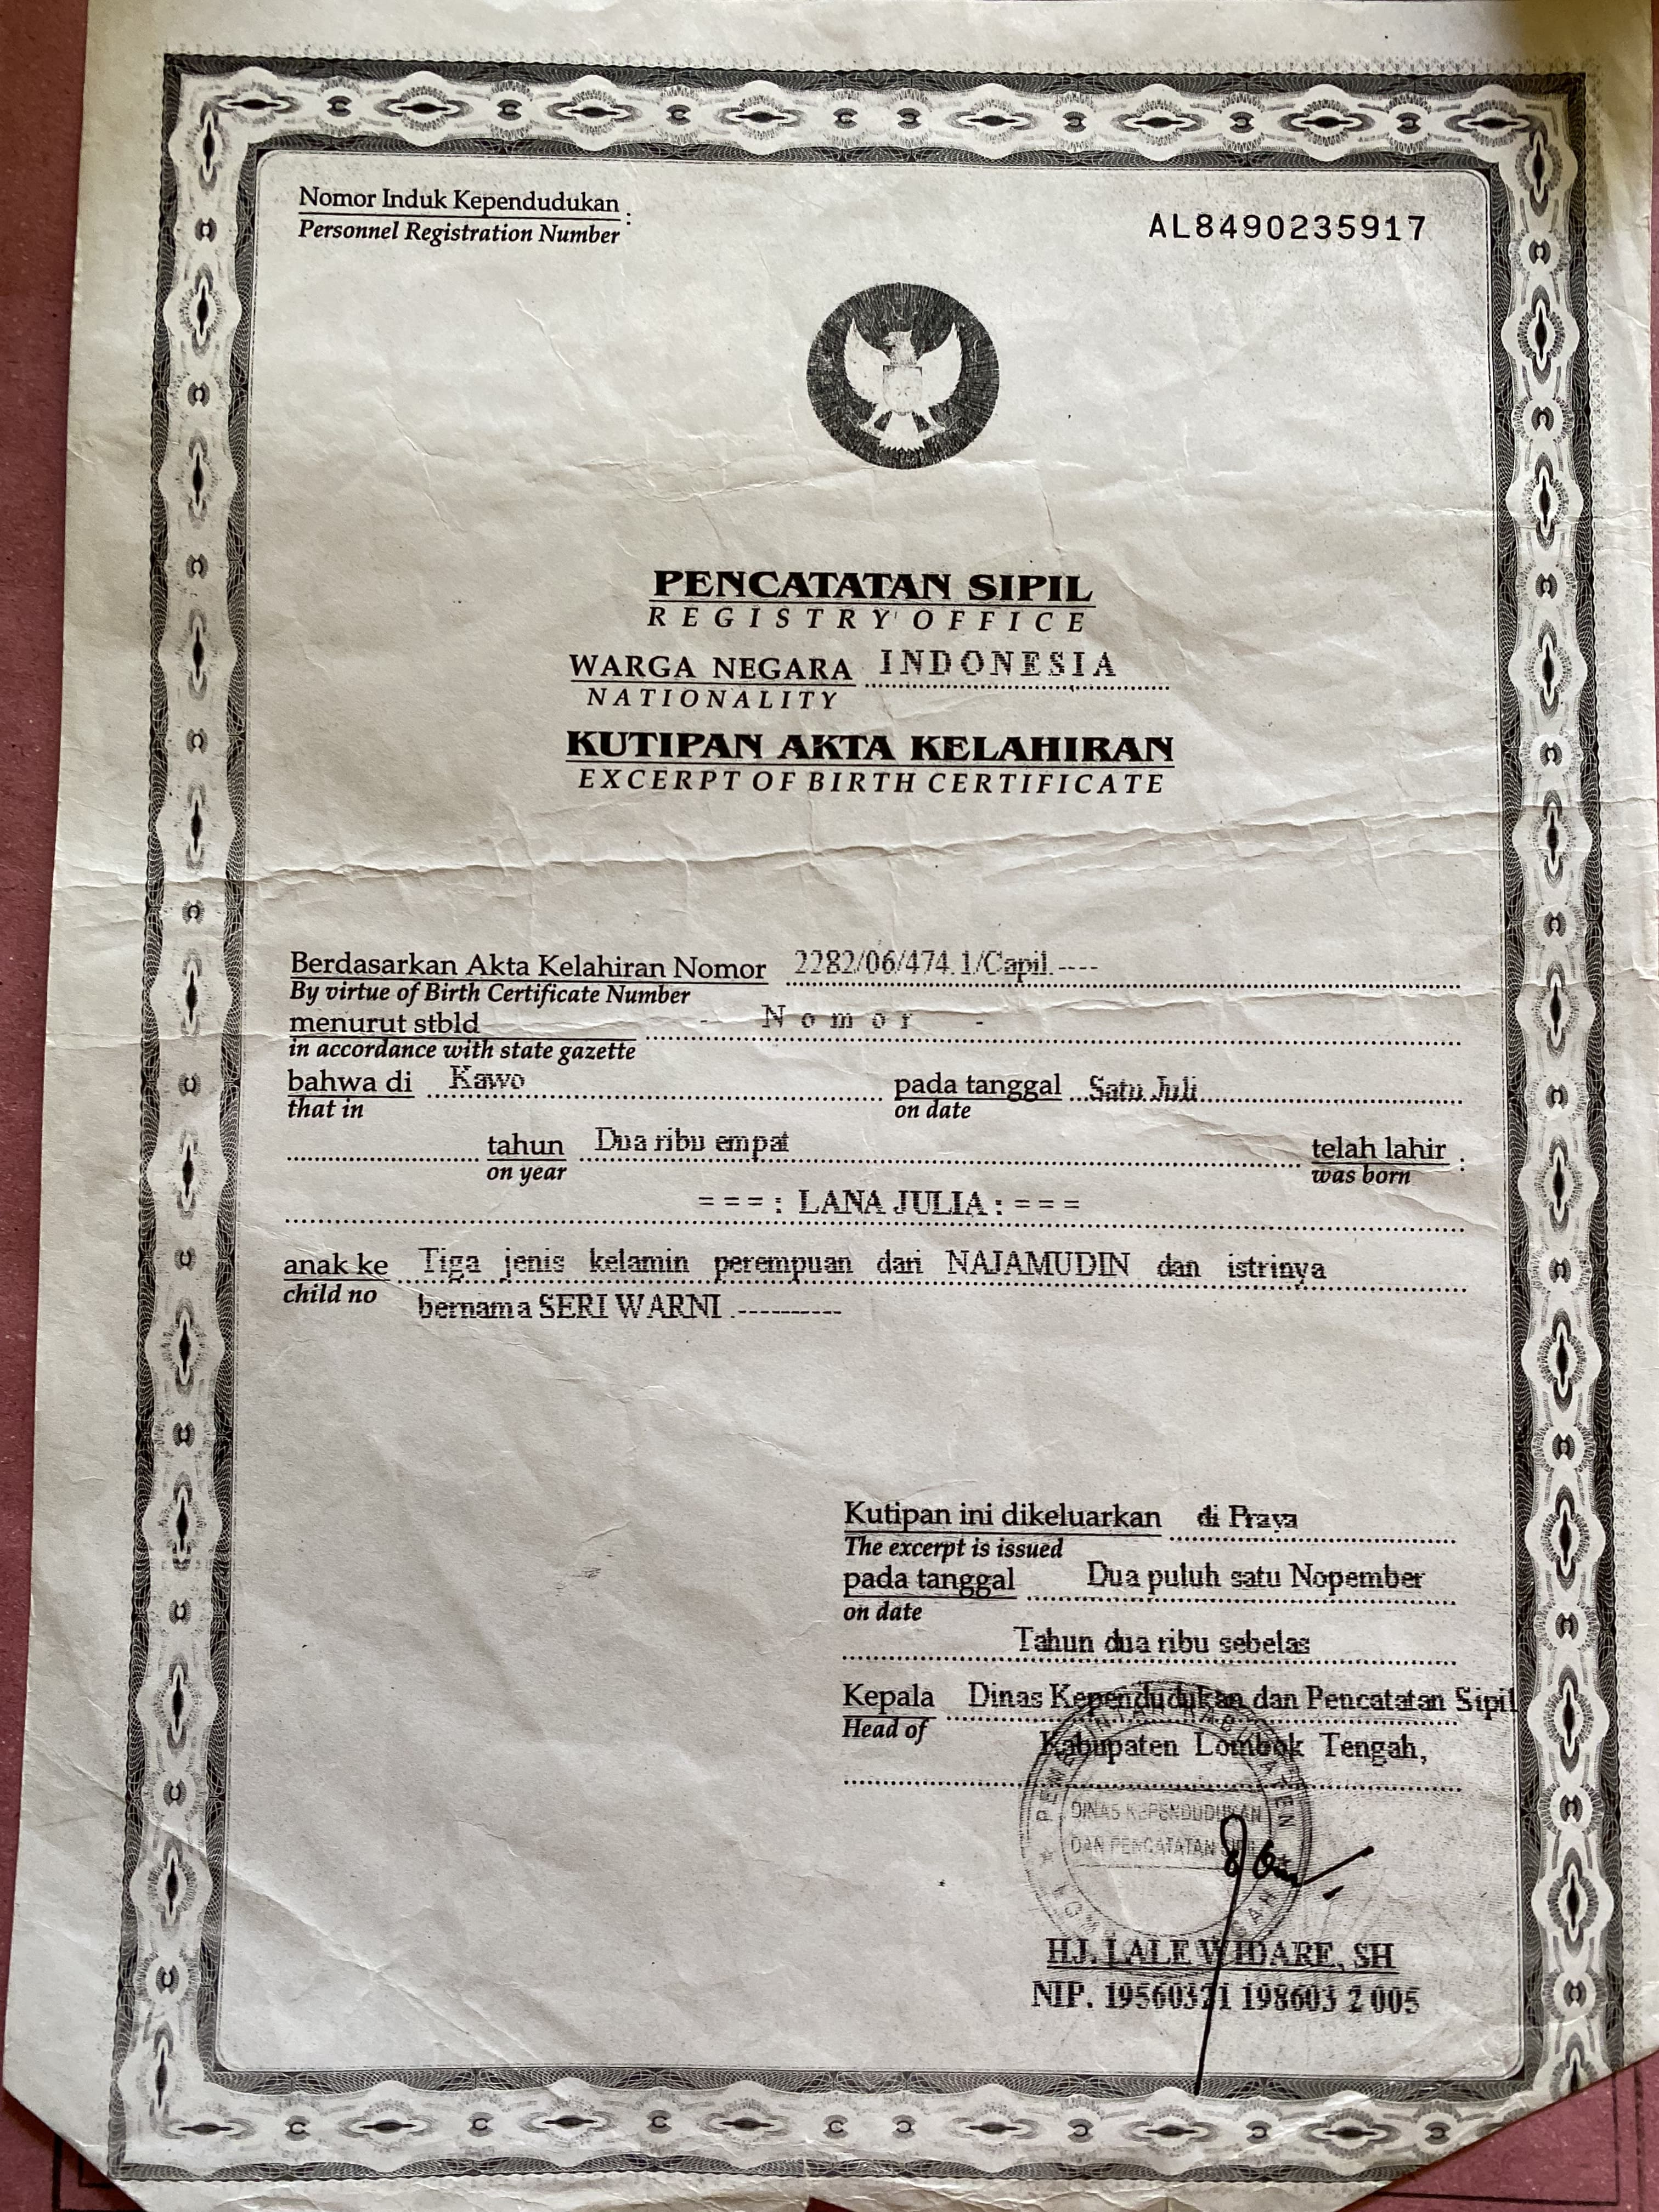 Nomor Induk Kependudukan :
Personnel Registration Number
AL8490235917
PENCATATAN SIPIL
REGISTRY OFFICE
WARGA NEGARA INDONESIA
NATIONALITY
KUTIPAN AKTA KELAHIRAN
EXCERPT OF BIRTH CERTIFICATE
Berdasarkan Akta Kelahiran Nomor 2282/06/474.1/Capil.----
By virtue of Birth Certificate Number
menurut stbld - Nomor -
in accordance with state gazette
bahwa di Kawo pada tanggal Satu Juli
that in on date
tahun Dua ribu empat telah lahir :
on year was born
= = = : LANA JULIA : = = =
anak ke Tiga jenis kelamin perempuan dari NAJAMUDIN dan istrinya
child no
bernama SERI WARNI .----------
Kutipan ini dikeluarkan di Praya
The excerpt is issued
pada tanggal Dua puluh satu Nopember
on date
Tahun dua ribu sebelas
Kepala Dinas Kependudukan dan Pencatatan Sipil
Head of
Kabupaten Lombok Tengah,
PEMERINTAH KABUPATEN
DINAS KEPENDUDUKAN
DAN PENCATATAN
HJ. LALE WIDARE, SH
NIP. 19560321 198603 2 005